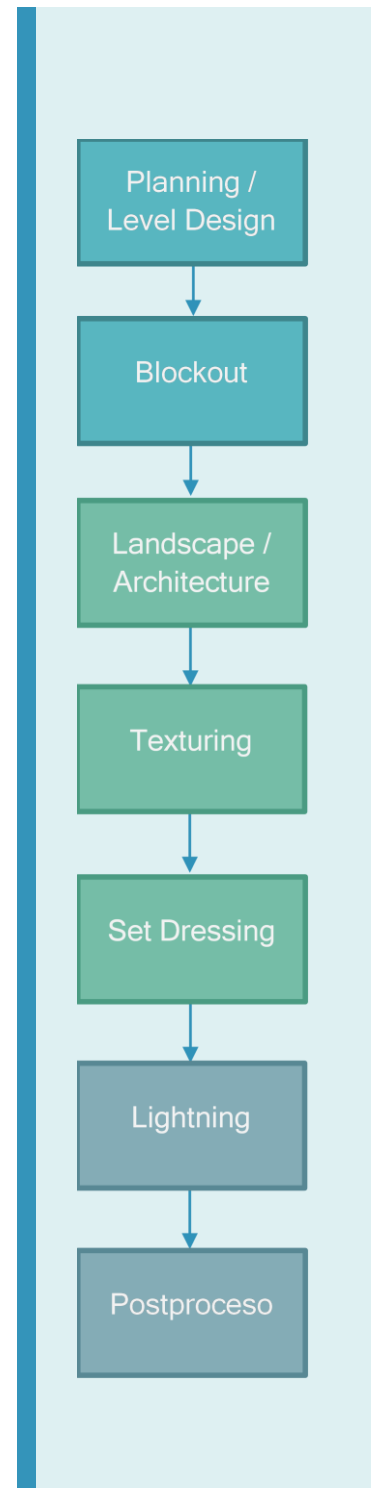 Planning /
Level Design
Blockout
Landscape /
Architecture
Texturing
Set Dressing
Lightning
Postproceso